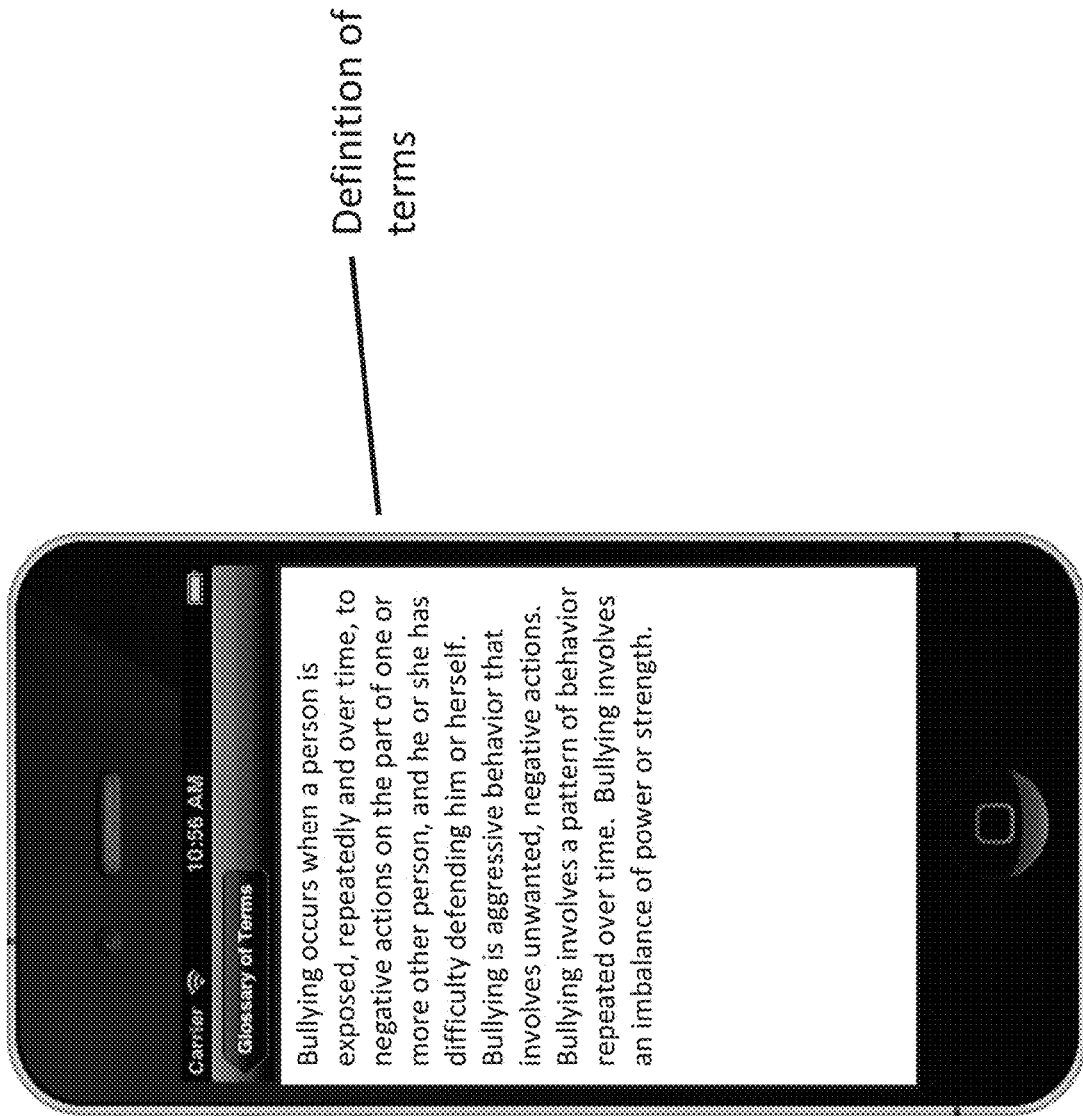 Carrier 10:56 AM
Glossary of Terms
Bullying occurs when a person is
exposed, repeatedly and over time, to
negative actions on the part of one or
more other person, and he or she has
difficulty defending him or herself.
Bullying is aggressive behavior that
involves unwanted, negative actions.
Bullying involves a pattern of behavior
repeated over time. Bullying involves
an imbalance of power or strength.
Definition of
terms